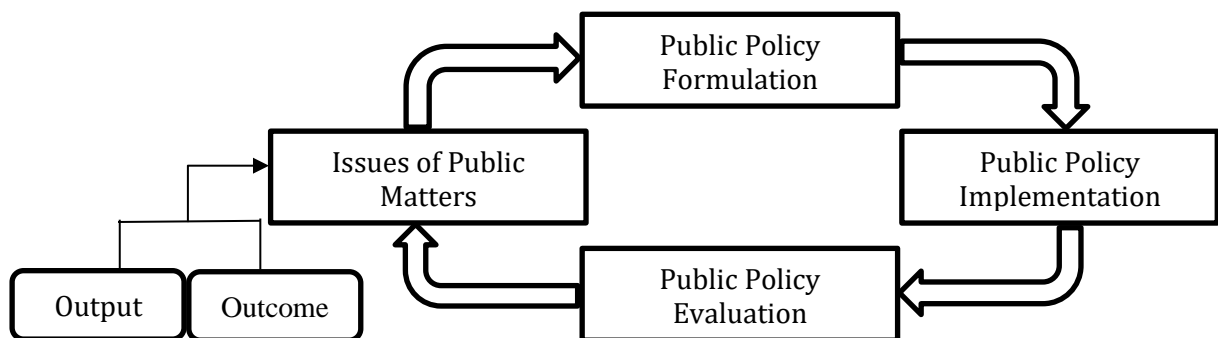 Public Policy
Formulation
Issues of Public
Matters
Public Policy
Implementation
Public Policy
Evaluation
Output
Outcome